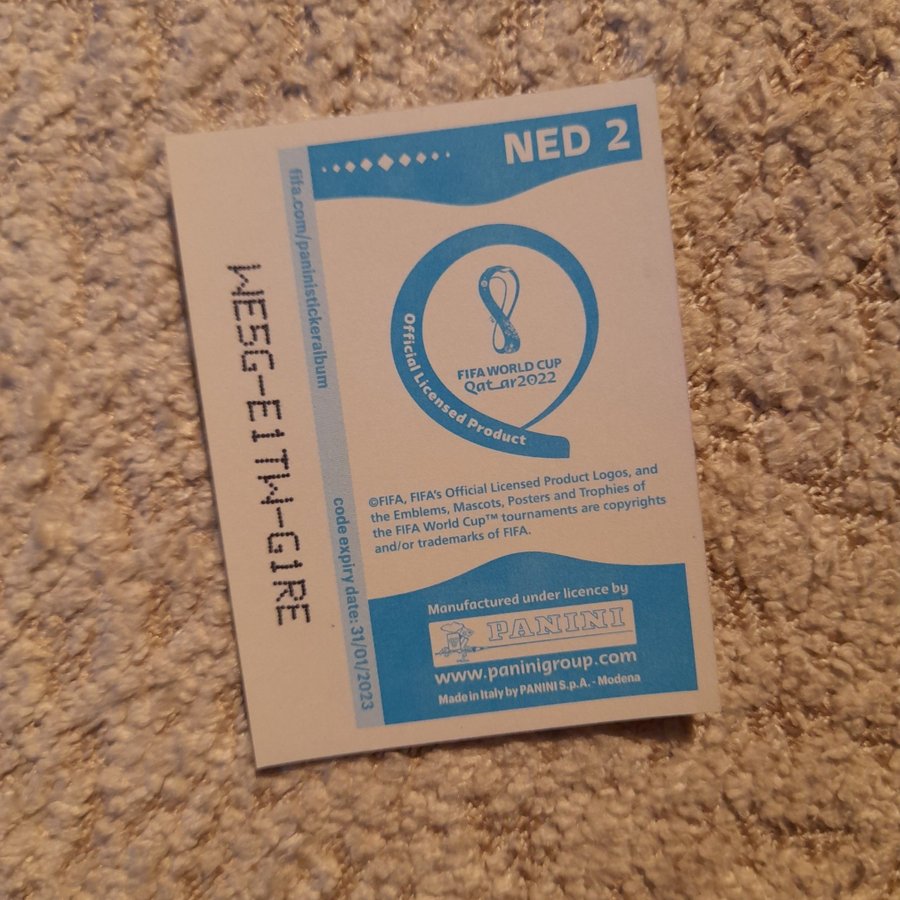 NED 2
fifa.com/paninistickeralbum
code expiry date: 31/01/2023
WE5G-E1TW-G1RE
Official Licensed Product
FIFA WORLD CUP
Qatar2022
©FIFA, FIFA's Official Licensed Product Logos, and
the Emblems, Mascots, Posters and Trophies of
the FIFA World Cup™ tournaments are copyrights
and/or trademarks of FIFA.
Manufactured under licence by
PANINI
www.paninigroup.com
Made in Italy by PANINI S.p.A. - Modena